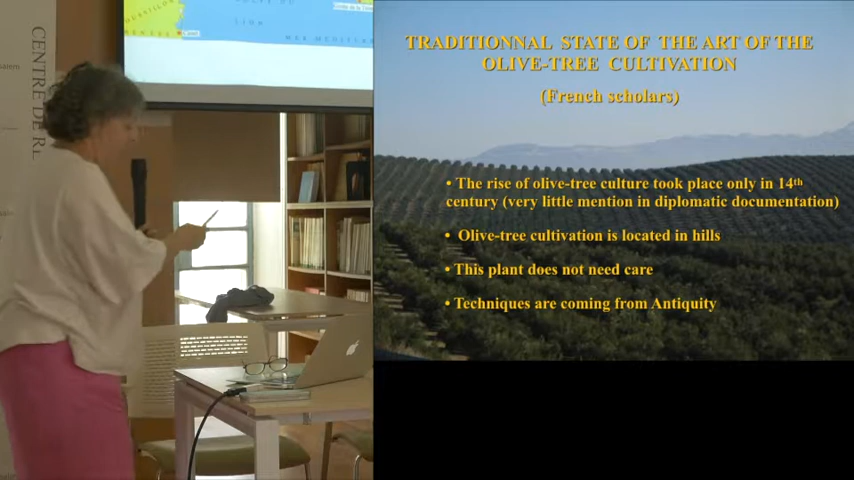 CENTRE DE RE
TRADITIONNAL STATE OF THE ART OF THE
OLIVE-TREE CULTIVATION
(French scholars)
• The rise of olive-tree culture took place only in 14th
century (very little mention in diplomatic documentation)
• Olive-tree cultivation is located in hills
• This plant does not need care
• Techniques are coming from Antiquity